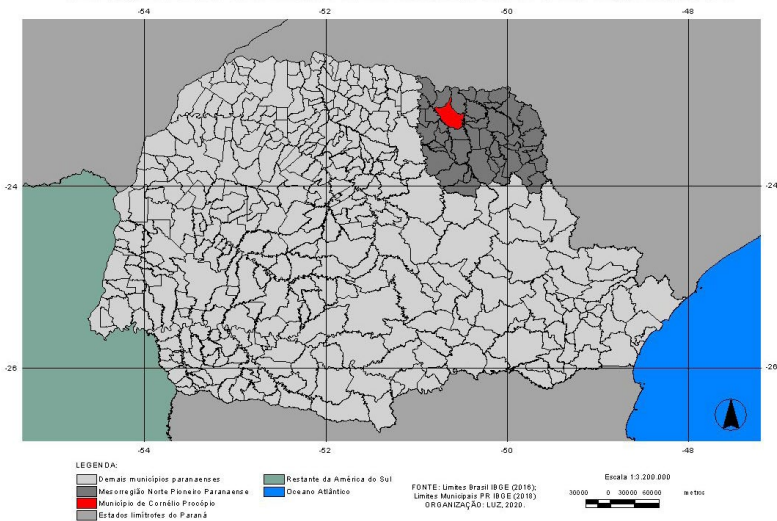 -54
-52
-50
-48
-24
-24
-26
-26
-54
-52
-50
-48
LEGENDA:
Demais municípios paranaenses
Mesorregião Norte Pioneiro Paranaense
Município de Cornélio Procópio
Estados limítrofes do Paraná
Restante da América do Sul
Oceano Atlântico
FONTE: Limites Brasil IBGE (2016);
Limites Municipais PR IBGE (2018)
ORGANIZAÇÃO: LUZ, 2020.
Escala 1:3.200.000
30000 0 30000 60000 metros